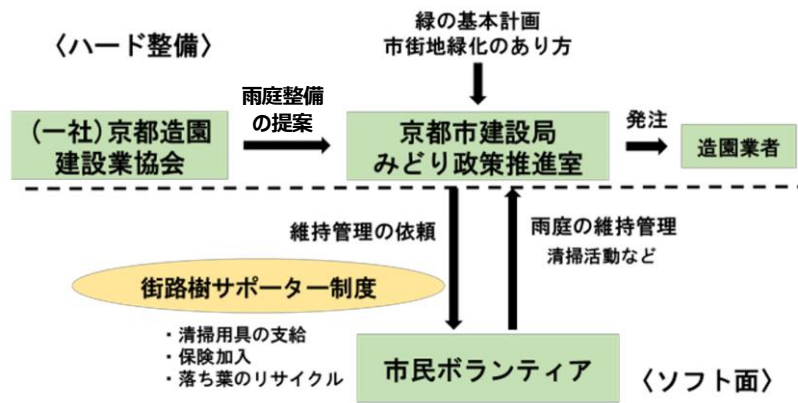 〈ハード整備〉
緑の基本計画
市街地緑化のあり方
(一社)京都造園
建設業協会
雨庭整備
の提案
京都市建設局
みどり政策推進室
発注
造園業者
維持管理の依頼
雨庭の維持管理
清掃活動など
街路樹サポーター制度
・清掃用具の支給
・保険加入
・落ち葉のリサイクル
市民ボランティア
〈ソフト面〉